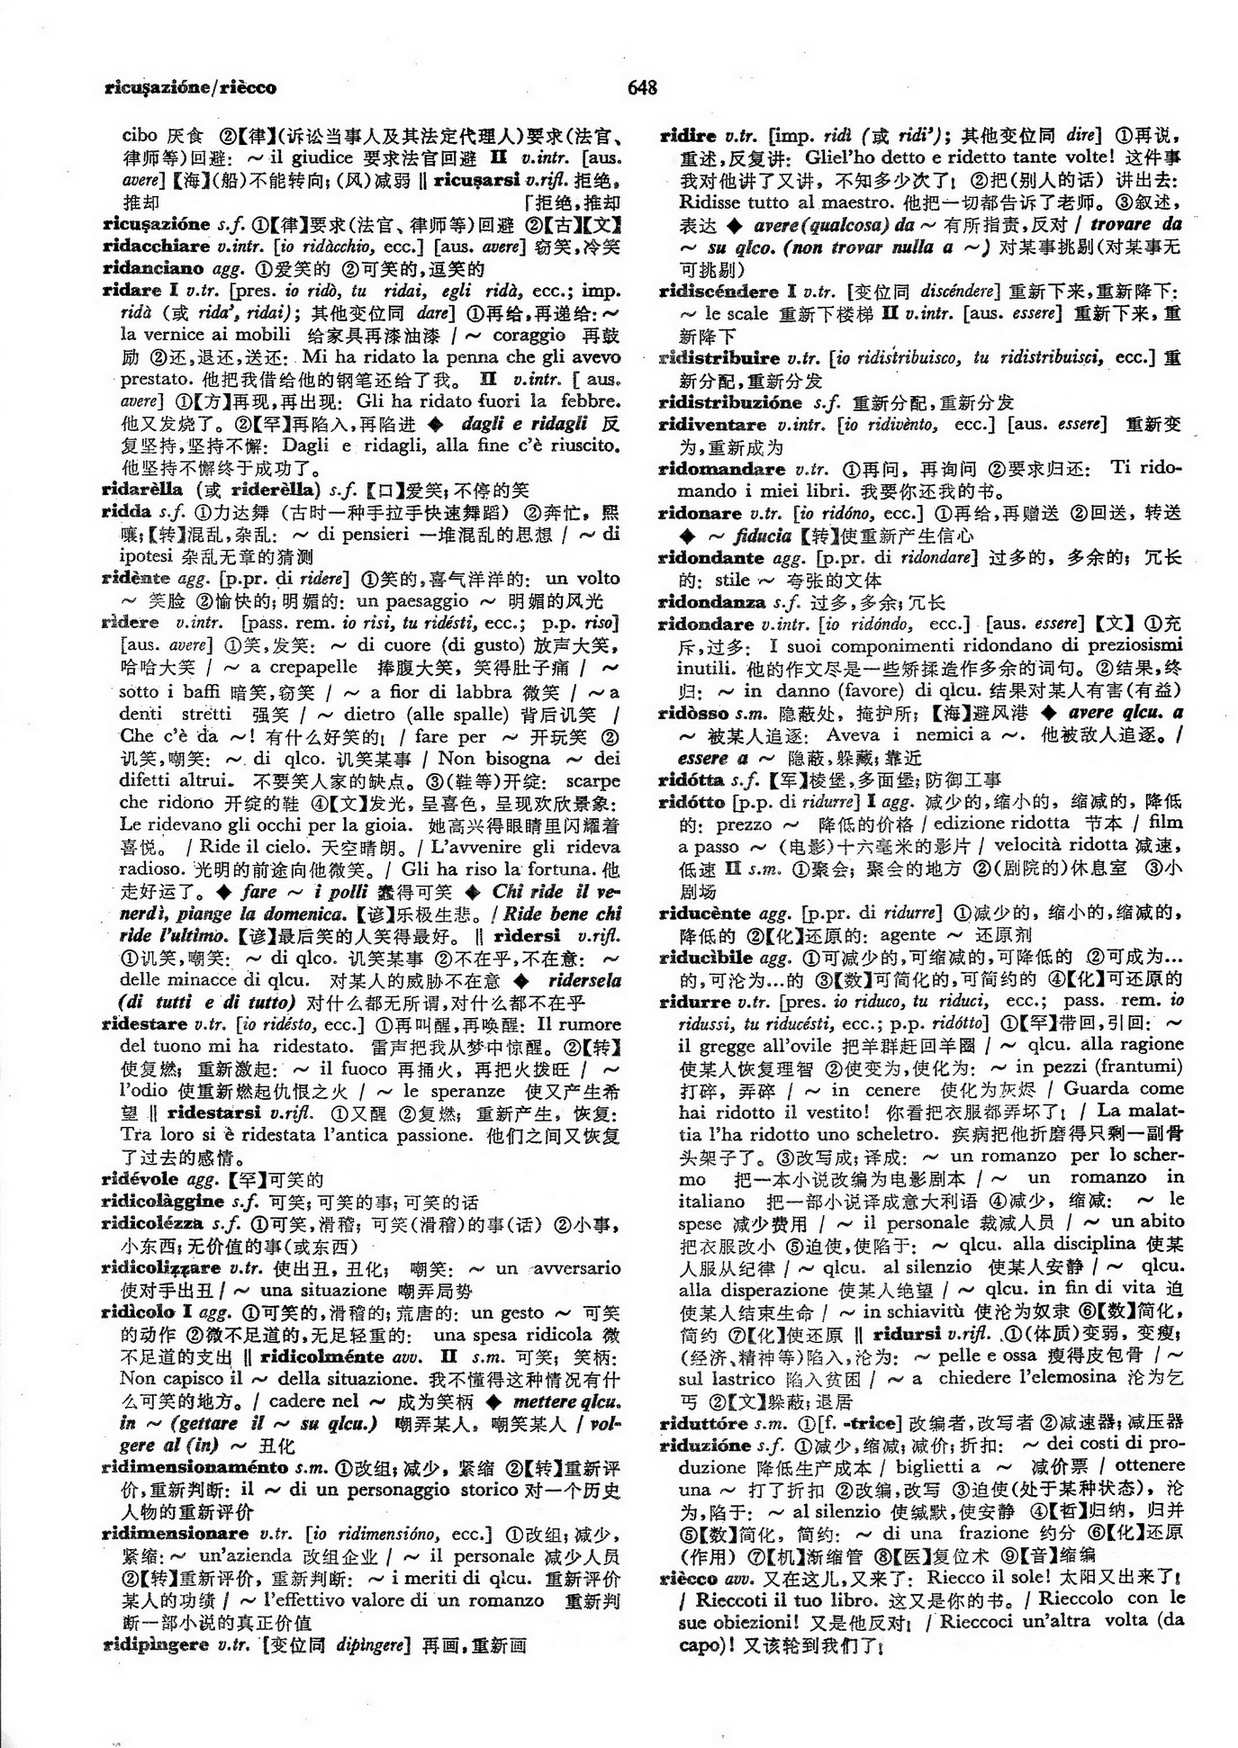 ricuṣazióne/riècco
648
cibo 厌食 ②【律】(诉讼当事人及其法定代理人)要求(法官、
律师等)回避: ～ il giudice 要求法官回避 II v.intr. [aus.
avere]【海】(船)不能转向; (风)减弱 ‖ ricuṣarsi v.rifl. 拒绝,
推却 「拒绝,推却
ricuṣazióne s.f. ①【律】要求(法官、律师等)回避 ②【古】【文】
ridacchiare v.intr. [io ridàcchio, ecc.] [aus. avere] 窃笑,冷笑
ridanciano agg. ①爱笑的 ②可笑的,逗笑的
ridare I v.tr. [pres. io ridò, tu ridai, egli ridà, ecc.; imp.
ridà (或 rida', ridai); 其他变位同 dare] ①再给,再递给: ～
la vernice ai mobili 给家具再漆油漆 / ～ coraggio 再鼓
励 ②还,退还,送还: Mi ha ridato la penna che gli avevo
prestato. 他把我借给他的钢笔还给了我。 II v.intr. [ aus.
avere] ①【方】再现,再出现: Gli ha ridato fuori la febbre.
他又发烧了。②【罕】再陷入,再陷进 ◆ dagli e ridagli 反
复坚持,坚持不懈: Dagli e ridagli, alla fine c'è riuscito.
他坚持不懈终于成功了。
ridarèlla (或 riderèlla) s.f. 【口】爱笑; 不停的笑
ridda s.f. ①力达舞 (古时一种手拉手快速舞蹈) ②奔忙, 熙
嚷;【转】混乱,杂乱: ～ di pensieri 一堆混乱的思想 / ～ di
ipotesi 杂乱无章的猜测
ridènte agg. [p.pr. di ridere] ①笑的,喜气洋洋的: un volto
～ 笑脸 ②愉快的; 明媚的: un paesaggio ～ 明媚的风光
rìdere v.intr. [pass. rem. io risi, tu ridésti, ecc.; p.p. riso]
[aus. avere] ①笑,发笑: ～ di cuore (di gusto) 放声大笑,
哈哈大笑 / ～ a crepapelle 捧腹大笑, 笑得肚子痛 / ～
sotto i baffi 暗笑,窃笑 / ～ a fior di labbra 微笑 / ～ a
denti stretti 强笑 / ～ dietro (alle spalle) 背后讥笑 /
Che c'è da ～! 有什么好笑的! / fare per ～ 开玩笑 ②
讥笑,嘲笑: ～ di qlco. 讥笑某事 / Non bisogna ～ dei
difetti altrui. 不要笑人家的缺点。③(鞋等)开绽: scarpe
che ridono 开绽的鞋 ④【文】发光, 呈喜色, 呈现欢欣景象:
Le ridevano gli occhi per la gioia. 她高兴得眼睛里闪耀着
喜悦。 / Ride il cielo. 天空晴朗。/ L'avvenire gli rideva
radioso. 光明的前途向他微笑。/ Gli ha riso la fortuna. 他
走好运了。◆ fare ～ i polli 蠢得可笑 ◆ Chi ride il ve-
nerdì, piange la domenica. 【谚】乐极生悲。/ Ride bene chi
ride l'ultimo. 【谚】最后笑的人笑得最好。 ‖ rìdersi v.rifl.
①讥笑,嘲笑: ～ di qlco. 讥笑某事 ②不在乎,不在意: ～
delle minacce di qlcu. 对某人的威胁不在意 ◆ ridersela
(di tutti e di tutto) 对什么都无所谓,对什么都不在乎
ridestare v.tr. [io ridésto, ecc.] ①再叫醒,再唤醒: Il rumore
del tuono mi ha ridestato. 雷声把我从梦中惊醒。②【转】
使复燃; 重新激起: ～ il fuoco 再捅火, 再把火拨旺 / ～
l'odio 使重新燃起仇恨之火 / ～ le speranze 使又产生希
望 ‖ ridestarsi v.rifl. ①又醒 ②复燃; 重新产生, 恢复:
Tra loro si è ridestata l'antica passione. 他们之间又恢复
了过去的感情。
ridévole agg. 【罕】可笑的
ridicolàggine s.f. 可笑; 可笑的事; 可笑的话
ridicolézza s.f. ①可笑,滑稽; 可笑(滑稽)的事(话) ②小事,
小东西; 无价值的事(或东西)
ridicoliẓẓare v.tr. 使出丑, 丑化; 嘲笑: ～ un avversario
使对手出丑 / ～ una situazione 嘲弄局势
ridìcolo I agg. ①可笑的,滑稽的; 荒唐的: un gesto ～ 可笑
的动作 ②微不足道的,无足轻重的: una spesa ridicola 微
不足道的支出 ‖ ridicolménte avv. II s.m. 可笑; 笑柄:
Non capisco il ～ della situazione. 我不懂得这种情况有什
么可笑的地方。/ cadere nel ～ 成为笑柄 ◆ mettere qlcu.
in ～ (gettare il ～ su qlcu.) 嘲弄某人, 嘲笑某人 / vol-
gere al (in) ～ 丑化
ridimensionaménto s.m. ①改组; 减少, 紧缩 ②【转】重新评
价,重新判断: il ～ di un personaggio storico 对一个历史
人物的重新评价
ridimensionare v.tr. [io ridimensióno, ecc.] ①改组; 减少,
紧缩: ～ un'azienda 改组企业 / ～ il personale 减少人员
②【转】重新评价, 重新判断: ～ i meriti di qlcu. 重新评价
某人的功绩 / ～ l'effettivo valore di un romanzo 重新判
断一部小说的真正价值
ridipìngere v.tr. [变位同 dipìngere] 再画,重新画
ridire v.tr. [imp. ridì (或 ridi'); 其他变位同 dire] ①再说,
重述,反复讲: Gliel'ho detto e ridetto tante volte! 这件事
我对他讲了又讲, 不知多少次了! ②把(别人的话) 讲出去:
Ridisse tutto al maestro. 他把一切都告诉了老师。③叙述,
表达 ◆ avere (qualcosa) da ～ 有所指责,反对 / trovare da
～ su qlco. (non trovar nulla a ～) 对某事挑剔(对某事无
可挑剔)
ridiscéndere I v.tr. [变位同 discéndere] 重新下来,重新降下:
～ le scale 重新下楼梯 II v.intr. [aus. essere] 重新下来, 重
新降下
ridistribuire v.tr. [io ridistribuisco, tu ridistribuisci, ecc.] 重
新分配,重新分发
ridistribuzióne s.f. 重新分配,重新分发
ridiventare v.intr. [io ridivènto, ecc.] [aus. essere] 重新变
为,重新成为
ridomandare v.tr. ①再问, 再询问 ②要求归还: Ti rido-
mando i miei libri. 我要你还我的书。
ridonare v.tr. [io ridóno, ecc.] ①再给,再赠送 ②回送, 转送
◆ ～ fiducia 【转】使重新产生信心
ridondante agg. [p.pr. di ridondare] 过多的, 多余的; 冗长
的: stile ～ 夸张的文体
ridondanza s.f. 过多,多余; 冗长
ridondare v.intr. [io ridóndo, ecc.] [aus. essere] 【文】 ①充
斥,过多: I suoi componimenti ridondano di preziosismi
inutili. 他的作文尽是一些矫揉造作多余的词句。②结果,终
归: ～ in danno (favore) di qlcu. 结果对某人有害(有益)
ridòsso s.m. 隐蔽处, 掩护所; 【海】避风港 ◆ avere qlcu. a
～ 被某人追逐: Aveva i nemici a ～. 他被敌人追逐。/
essere a ～ 隐蔽,躲藏; 靠近
ridótta s.f. 【军】棱堡,多面堡; 防御工事
ridótto [p.p. di ridurre] I agg. 减少的,缩小的, 缩减的, 降低
的: prezzo ～ 降低的价格 / edizione ridotta 节本 / film
a passo ～ (电影)十六毫米的影片 / velocità ridotta 减速,
低速 II s.m. ①聚会; 聚会的地方 ②(剧院的)休息室 ③小
剧场
riducènte agg. [p.pr. di ridurre] ①减少的, 缩小的,缩减的,
降低的 ②【化】还原的: agente ～ 还原剂
riducìbile agg. ①可减少的,可缩减的,可降低的 ②可成为…
的,可沦为…的 ③【数】可简化的,可简约的 ④【化】可还原的
ridurre v.tr. [pres. io riduco, tu riduci, ecc.; pass. rem. io
ridussi, tu riducésti, ecc.; p.p. ridótto] ①【罕】带回,引回: ～
il gregge all'ovile 把羊群赶回羊圈 / ～ qlcu. alla ragione
使某人恢复理智 ②使变为,使化为: ～ in pezzi (frantumi)
打碎, 弄碎 / ～ in cenere 使化为灰烬 / Guarda come
hai ridotto il vestito! 你看把衣服都弄坏了! / La malat-
tia l'ha ridotto uno scheletro. 疾病把他折磨得只剩一副骨
头架子了。③改写成; 译成: ～ un romanzo per lo scher-
mo 把一本小说改编为电影剧本 / ～ un romanzo in
italiano 把一部小说译成意大利语 ④减少, 缩减: ～ le
spese 减少费用 / ～ il personale 裁减人员 / ～ un abito
把衣服改小 ⑤迫使,使陷于: ～ qlcu. alla disciplina 使某
人服从纪律 / ～ qlcu. al silenzio 使某人安静 / ～ qlcu.
alla disperazione 使某人绝望 / ～ qlcu. in fin di vita 迫
使某人结束生命 / ～ in schiavitù 使沦为奴隶 ⑥【数】简化,
简约 ⑦【化】使还原 ‖ ridursi v.rifl. ①(体质)变弱, 变瘦;
(经济、精神等)陷入,沦为: ～ pelle e ossa 瘦得皮包骨 / ～
sul lastrico 陷入贫困 / ～ a chiedere l'elemosina 沦为乞
丐 ②【文】躲蔽; 退居
riduttóre s.m. ①[f. -trice] 改编者,改写者 ②减速器; 减压器
riduzióne s.f. ①减少,缩减; 减价; 折扣: ～ dei costi di pro-
duzione 降低生产成本 / biglietti a ～ 减价票 / ottenere
una ～ 打了折扣 ②改编,改写 ③迫使(处于某种状态), 沦
为,陷于: ～ al silenzio 使缄默,使安静 ④【哲】归纳, 归并
⑤【数】简化, 简约: ～ di una frazione 约分 ⑥【化】还原
(作用) ⑦【机】渐缩管 ⑧【医】复位术 ⑨【音】缩编
riècco avv. 又在这儿,又来了: Riecco il sole! 太阳又出来了!
/ Rieccoti il tuo libro. 这又是你的书。/ Rieccolo con le
sue obiezioni! 又是他反对! / Rieccoci un'altra volta (da
capo)! 又该轮到我们了!